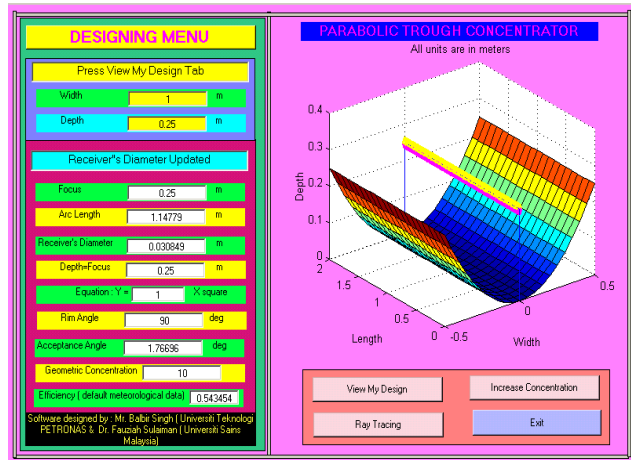 DESIGNING MENU
Press View My Design Tab
Width 1 m
Depth 0.25 m
Receiver"s Diameter Updated
Focus 0.25 m
Arc Length 1.14779 m
Receiver's Diameter 0.030849 m
Depth=Focus 0.25 m
Equation : Y = 1 X square
Rim Angle 90 deg
Acceptance Angle 1.76696 deg
Geometric Concentration 10
Efficiency ( default meteorological data) 0.543454
Software designed by : Mr. Balbir Singh ( Universiti Teknologi
PETRONAS & Dr. Fauziah Sulaiman ( Universiti Sains
Malaysia)
PARABOLIC TROUGH CONCENTRATOR
All units are in meters
0.4
0.3
0.2
0.1
0
Depth
2
1.5
1
0.5
0
Length
-0.5
0
0.5
Width
View My Design
Increase Concentration
Ray Tracing
Exit